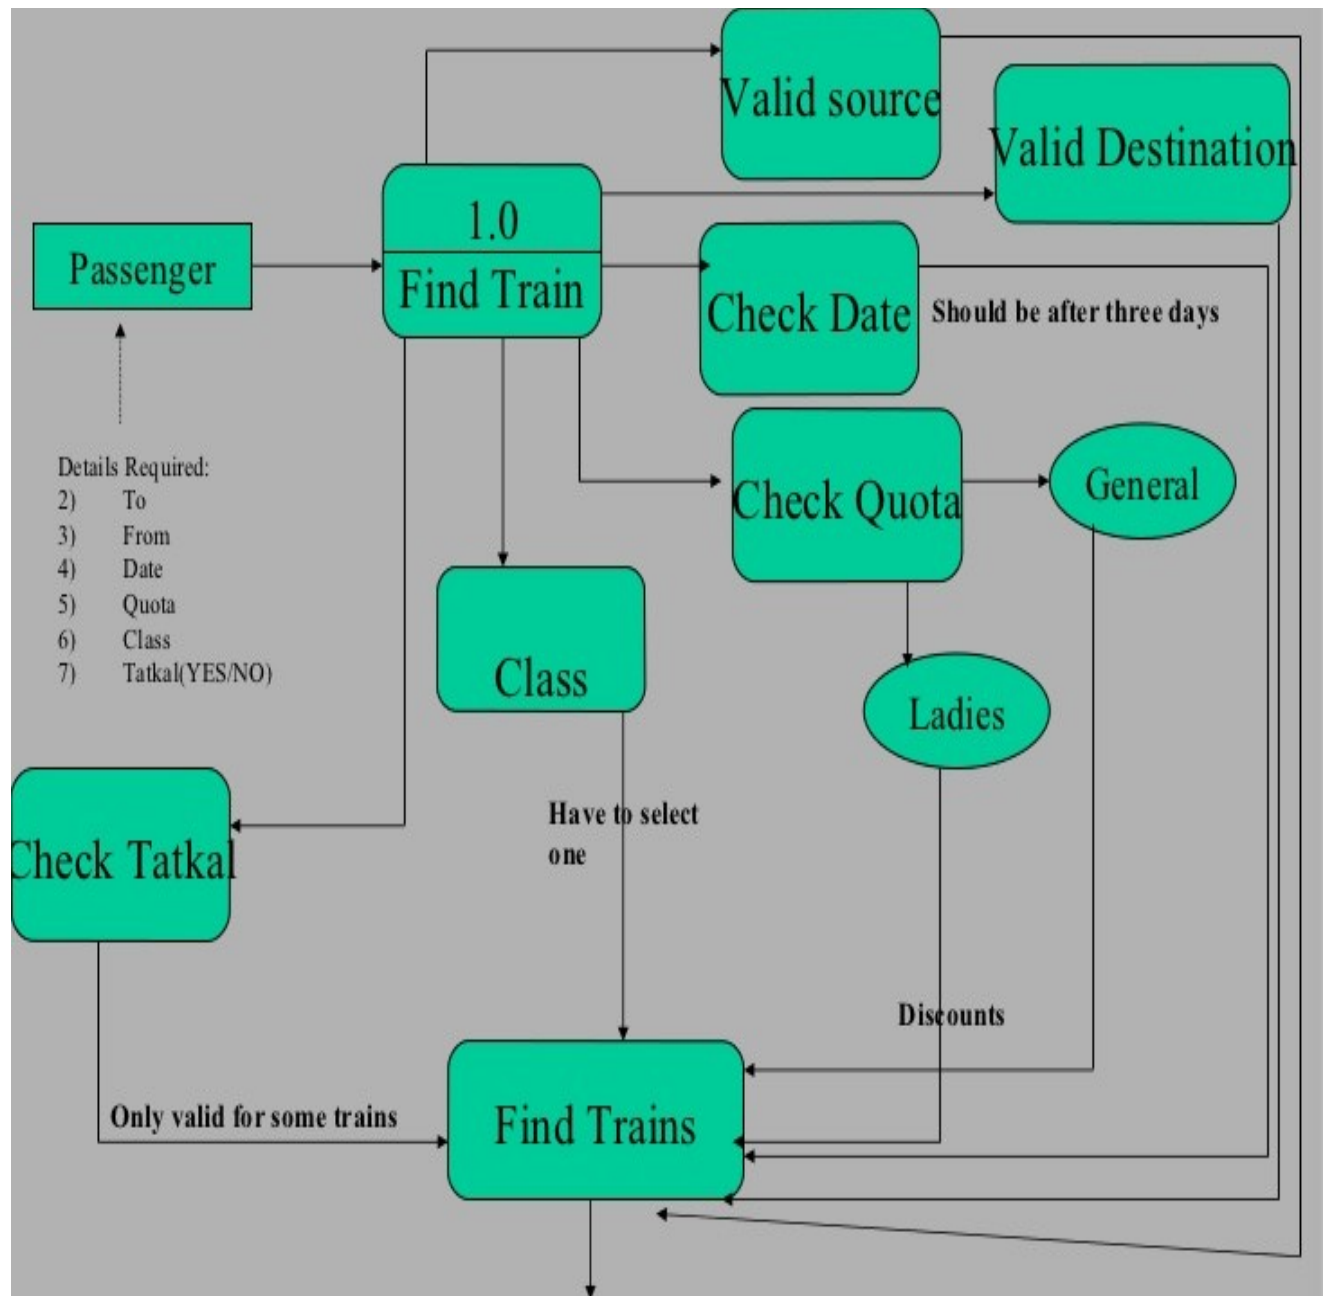 Valid source
Valid Destination
1.0
Find Train
Passenger
Check Date
Should be after three days
Details Required:
2) To
3) From
4) Date
5) Quota
6) Class
7) Tatkal(YES/NO)
Check Quota
General
Class
Ladies
Have to select
one
Check Tatkal
Discounts
Only valid for some trains
Find Trains